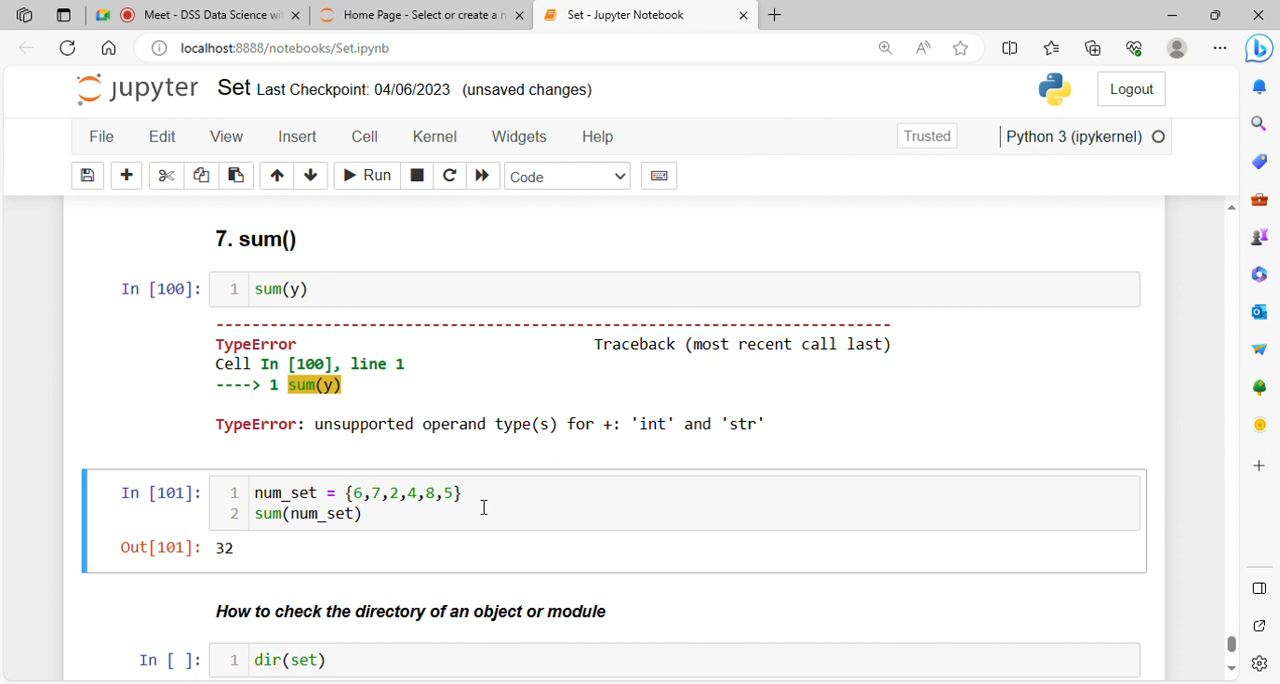 Meet - DSS Data Science wi
Home Page - Select or create a n
Set - Jupyter Notebook
localhost:8888/notebooks/Set.ipynb
jupyter Set Last Checkpoint: 04/06/2023 (unsaved changes)
Logout
File Edit View Insert Cell Kernel Widgets Help
Trusted
Python 3 (ipykernel)
Run
Code
7. sum()
In [100]: 1 sum(y)
TypeError Traceback (most recent call last)
Cell In [100], line 1
----> 1 sum(y)
TypeError: unsupported operand type(s) for +: 'int' and 'str'
In [101]: 1 num_set = {6,7,2,4,8,5}
2 sum(num_set)
Out[101]: 32
How to check the directory of an object or module
In [ ]: 1 dir(set)